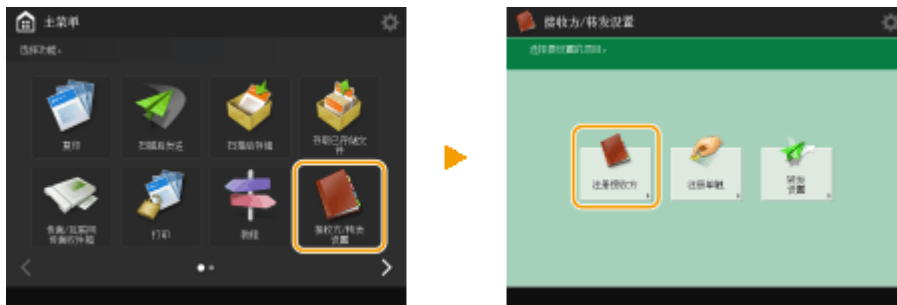 主菜单
选择功能。
复印
扫描后发送
扫描后存储
存取已存储文
件
传真/互联网
传真收件箱
打印
教程
接收方/转发
设置
接收方/转发设置
选择要设置的项目。
注册接收方
注册单触
转发
设置